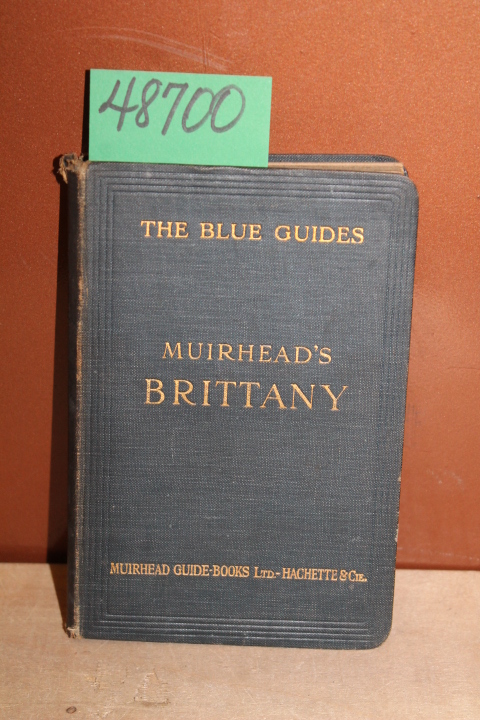 48700
THE BLUE GUIDES
MUIRHEAD'S
BRITTANY
MUIRHEAD GUIDE-BOOKS LTD.-HACHETTE & CIE.